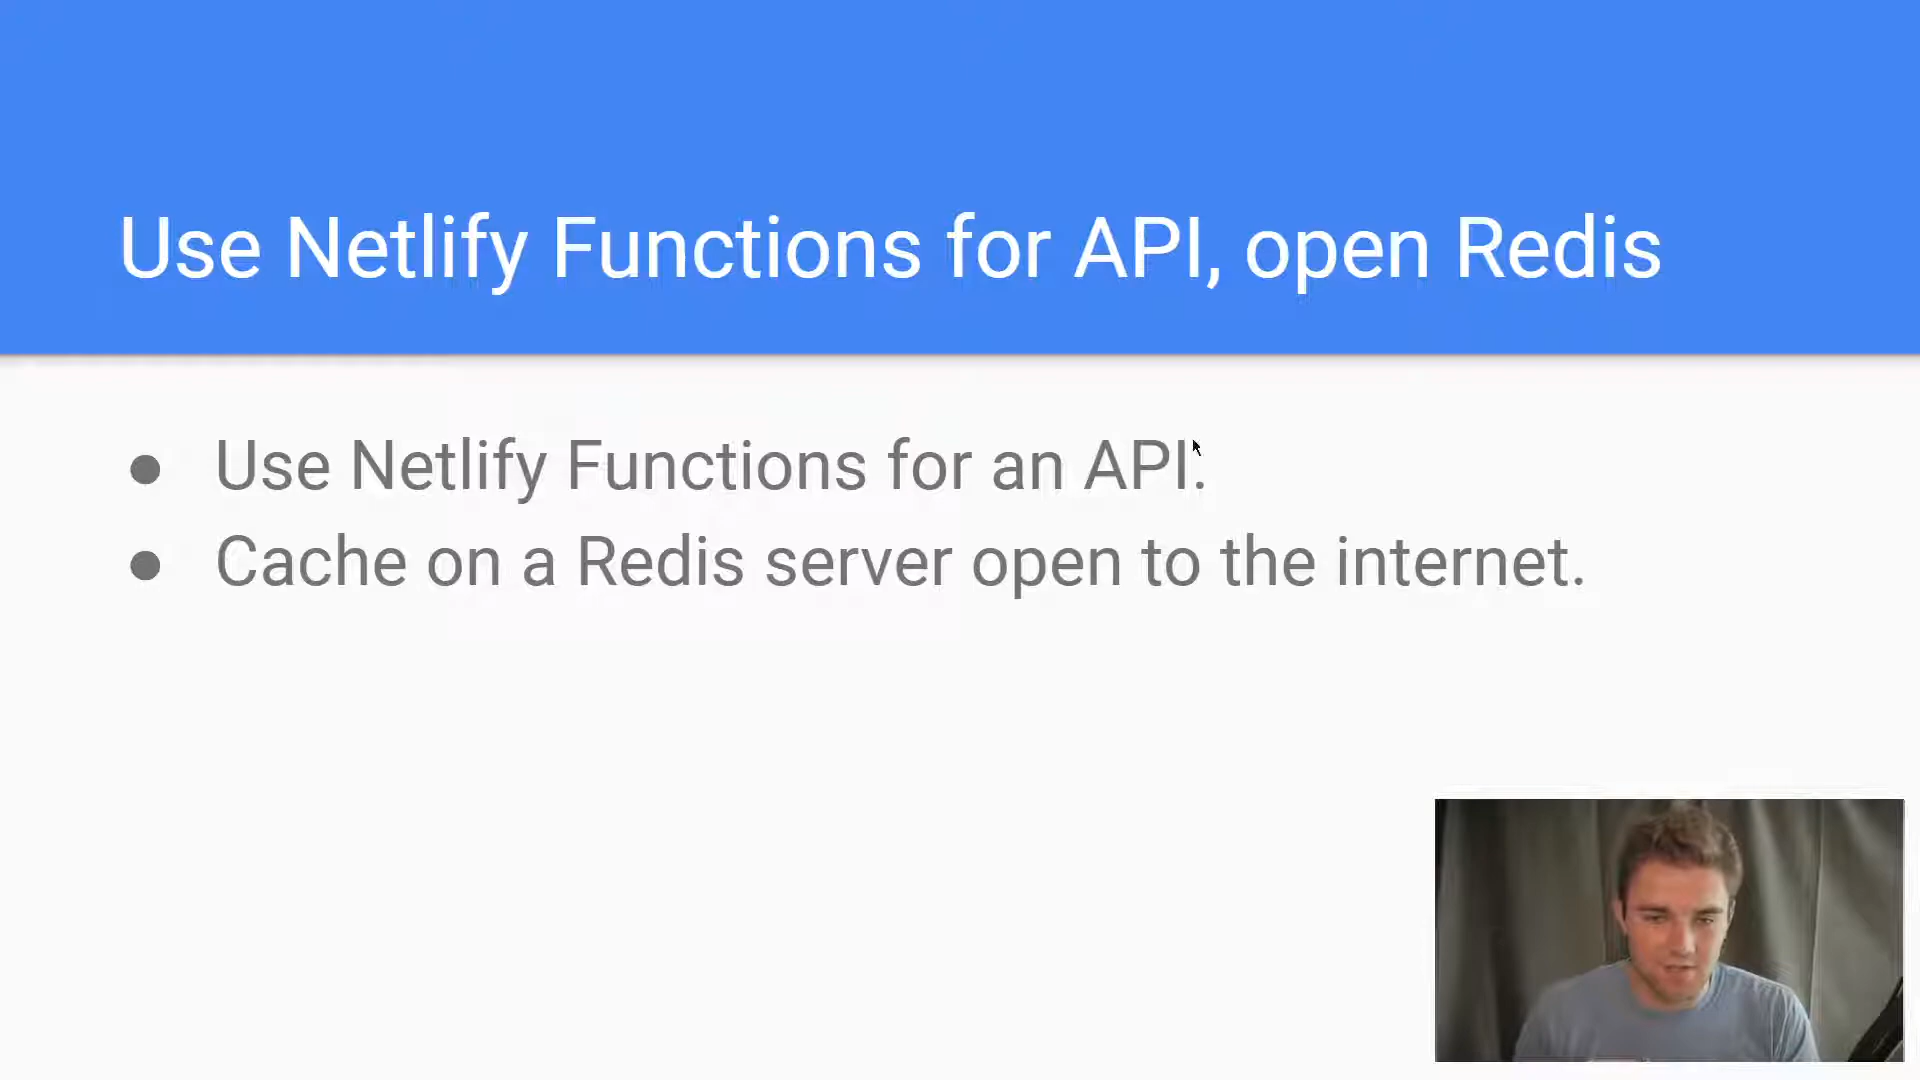 Use Netlify Functions for API, open Redis
● Use Netlify Functions for an API.
● Cache on a Redis server open to the internet.